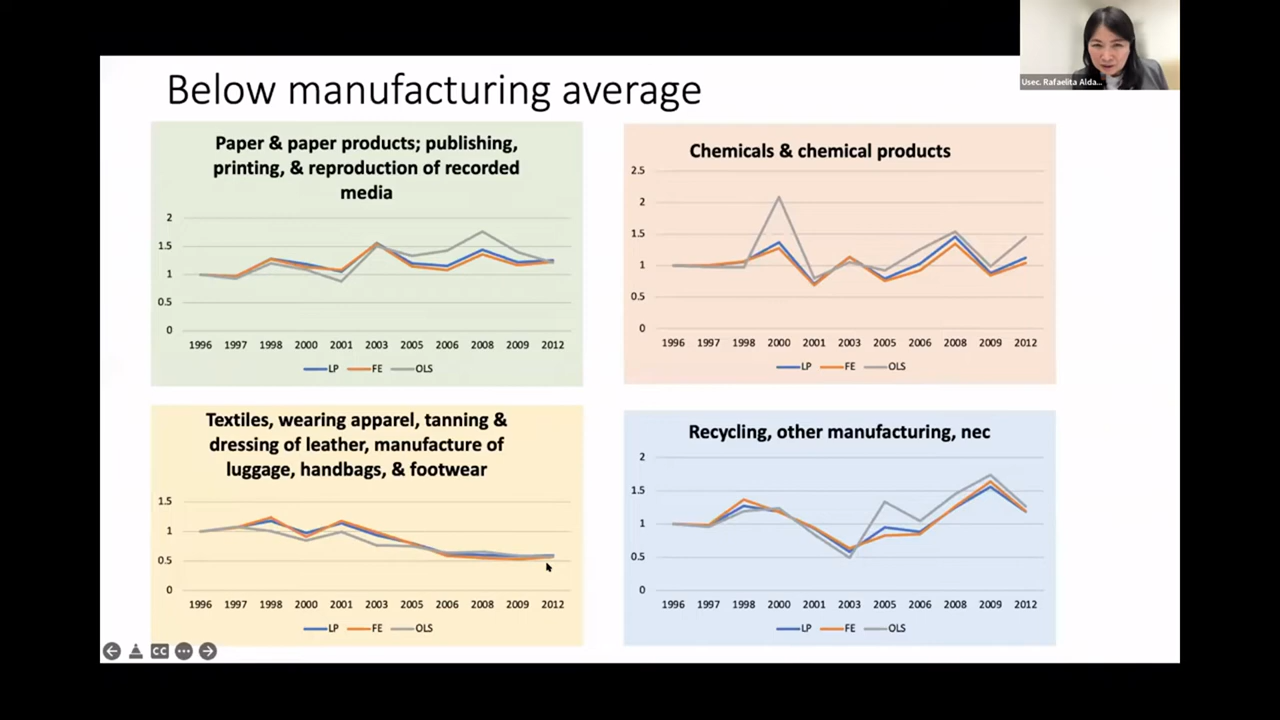 Below manufacturing average
Usec. Rafaelita Alda...
Paper & paper products; publishing,
printing, & reproduction of recorded
media
2
1.5
1
0.5
0
1996 1997 1998 2000 2001 2003 2005 2006 2008 2009 2012
LP FE OLS
Chemicals & chemical products
2.5
2
1.5
1
0.5
0
1996 1997 1998 2000 2001 2003 2005 2006 2008 2009 2012
LP FE OLS
Textiles, wearing apparel, tanning &
dressing of leather, manufacture of
luggage, handbags, & footwear
1.5
1
0.5
0
1996 1997 1998 2000 2001 2003 2005 2006 2008 2009 2012
LP FE OLS
Recycling, other manufacturing, nec
2
1.5
1
0.5
0
1996 1997 1998 2000 2001 2003 2005 2006 2008 2009 2012
LP FE OLS
CC